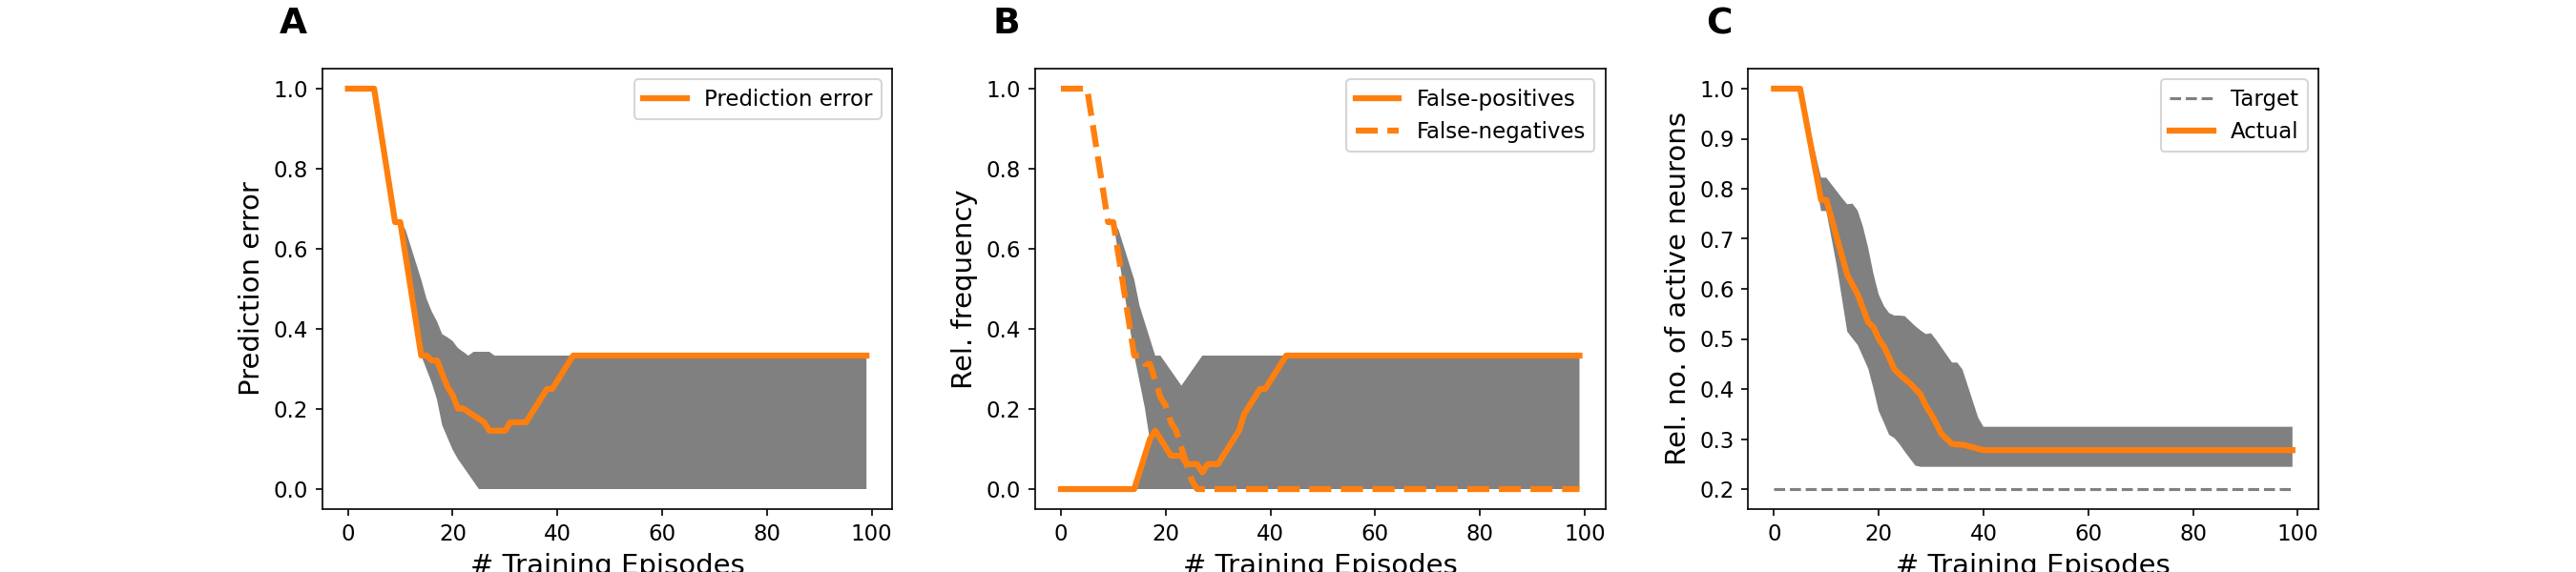 A
Prediction error
1.0
0.8
0.6
0.4
0.2
0.0
Prediction error
0 20 40 60 80 100
# Training Episodes
B
False-positives
False-negatives
1.0
0.8
0.6
0.4
0.2
0.0
Rel. frequency
0 20 40 60 80 100
# Training Episodes
C
Target
Actual
1.0
0.9
0.8
0.7
0.6
0.5
0.4
0.3
0.2
Rel. no. of active neurons
0 20 40 60 80 100
# Training Episodes